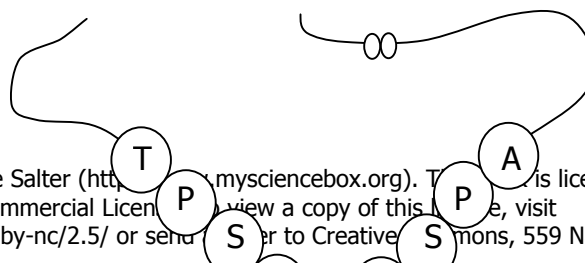 T
A
e Salter (htt .mysciencebox.org). T is lice
P
P
mmercial Licen view a copy of this e, visit
by-nc/2.5/ or send er to Creative mons, 559 N
S
S